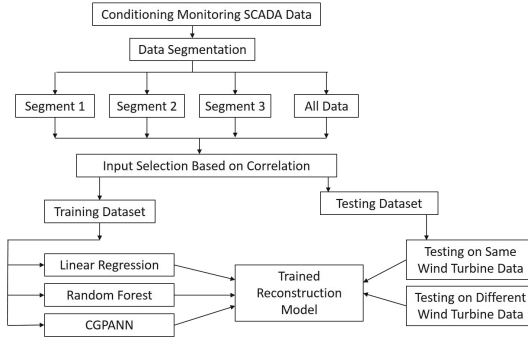 Conditioning Monitoring SCADA Data
Data Segmentation
Segment 1
Segment 2
Segment 3
All Data
Input Selection Based on Correlation
Training Dataset
Testing Dataset
Linear Regression
Random Forest
CGPANN
Trained
Reconstruction
Model
Testing on Same
Wind Turbine Data
Testing on Different
Wind Turbine Data